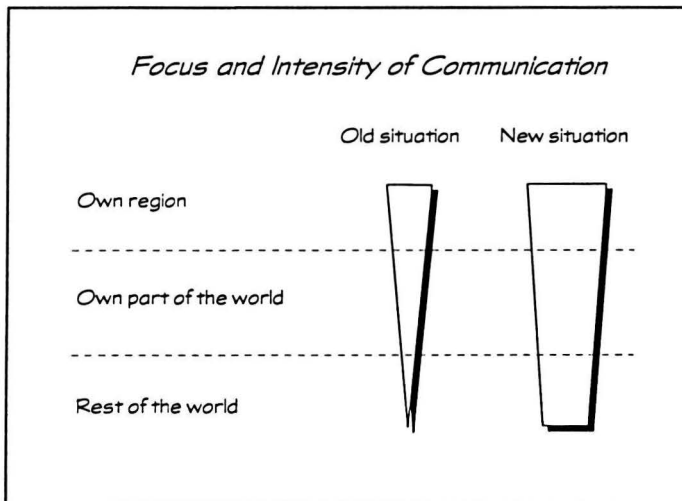 Focus and Intensity of Communication
Old situation New situation
Own region
Own part of the world
Rest of the world